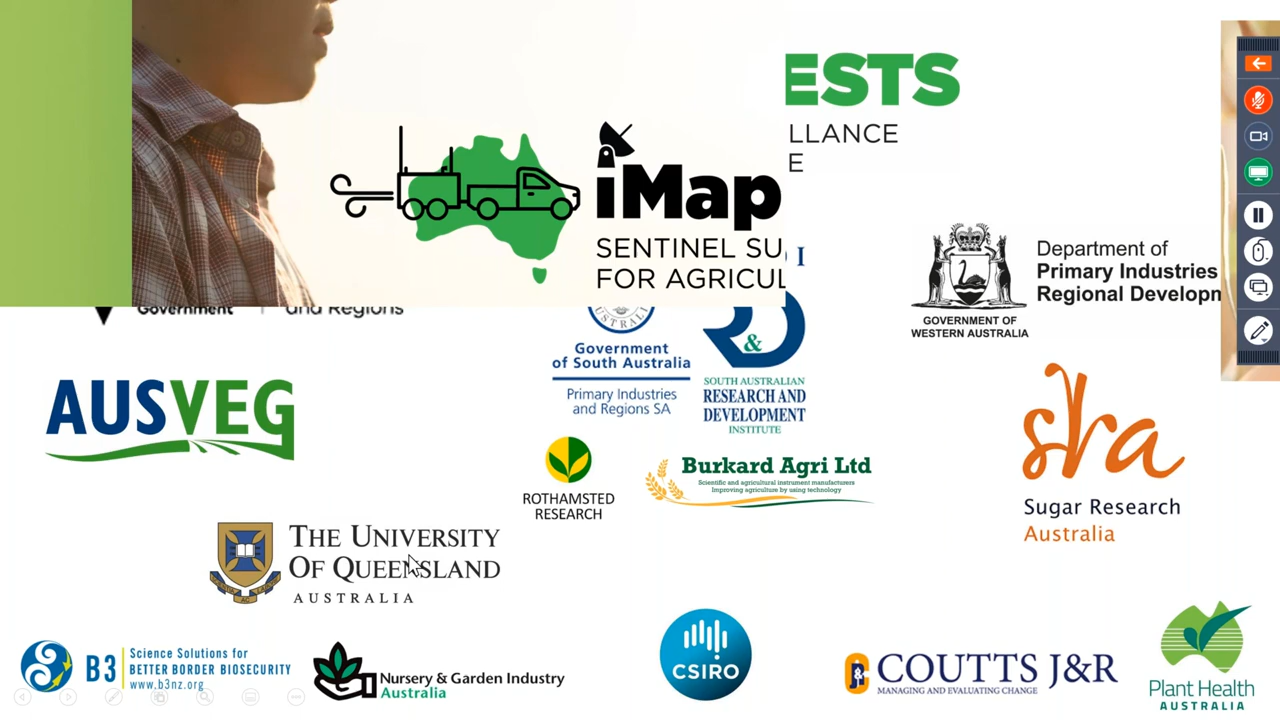 ESTS
LLANCE
E
iMap
SENTINEL SU
FOR AGRICUL
I
Department of
Primary Industries
Regional Developn
GOVERNMENT OF
WESTERN AUSTRALIA
Government
and Regions
Government
of South Australia
Primary Industries
and Regions SA
R
&
D
SOUTH AUSTRALIAN
RESEARCH AND
DEVELOPMENT
INSTITUTE
AUSVEG
sra
Sugar Research
Australia
ROTHAMSTED
RESEARCH
Burkard Agri Ltd
Scientific and agricultural instrument manufacturers
Improving agriculture by using technology
THE UNIVERSITY
OF QUEENSLAND
AUSTRALIA
B3
Science Solutions for
BETTER BORDER BIOSECURITY
www.b3nz.org
Nursery & Garden Industry
Australia
CSIRO
COUTTS J&R
MANAGING AND EVALUATING CHANGE
Plant Health
AUSTRALIA